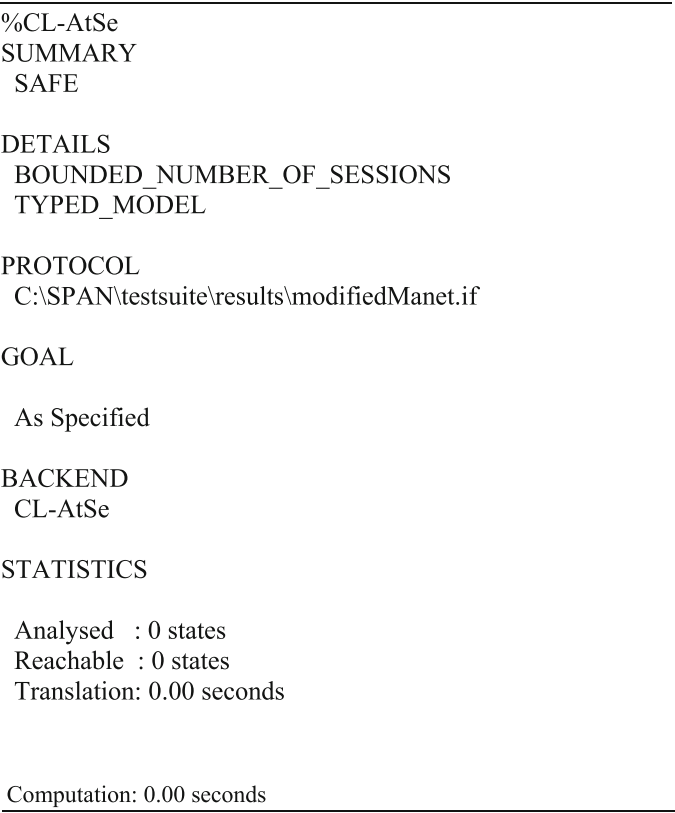 %CL-AtSe
SUMMARY
SAFE
DETAILS
BOUNDED_NUMBER_OF_SESSIONS
TYPED_MODEL
PROTOCOL
C:\SPAN\testsuite\results\modifiedManet.if
GOAL
As Specified
BACKEND
CL-AtSe
STATISTICS
Analysed : 0 states
Reachable : 0 states
Translation: 0.00 seconds
Computation: 0.00 seconds